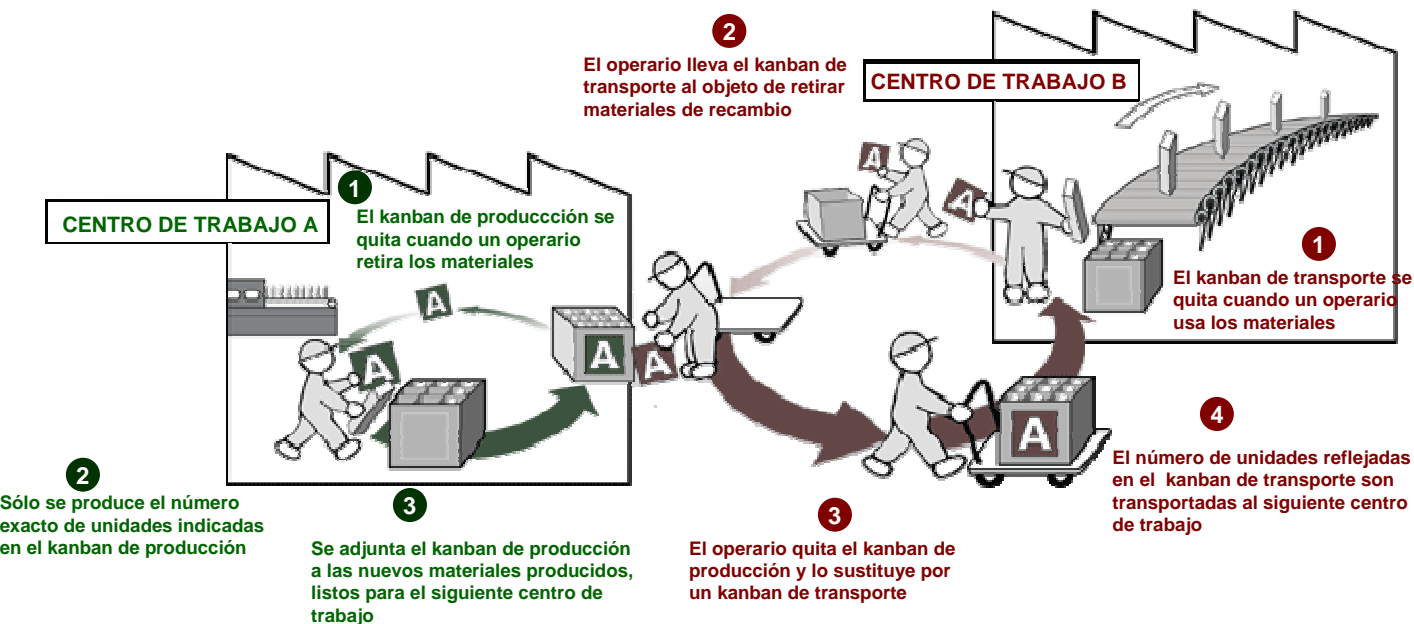 2
El operario lleva el kanban de
transporte al objeto de retirar
materiales de recambio
CENTRO DE TRABAJO B
A
A
1
El kanban de transporte se
quita cuando un operario
usa los materiales
1
El kanban de produccción se
quita cuando un operario
retira los materiales
CENTRO DE TRABAJO A
A
A
A
A
A
2
Sólo se produce el número
exacto de unidades indicadas
en el kanban de producción
3
Se adjunta el kanban de producción
a las nuevos materiales producidos,
listos para el siguiente centro de
trabajo
3
El operario quita el kanban de
producción y lo sustituye por
un kanban de transporte
4
El número de unidades reflejadas
en el kanban de transporte son
transportadas al siguiente centro
de trabajo